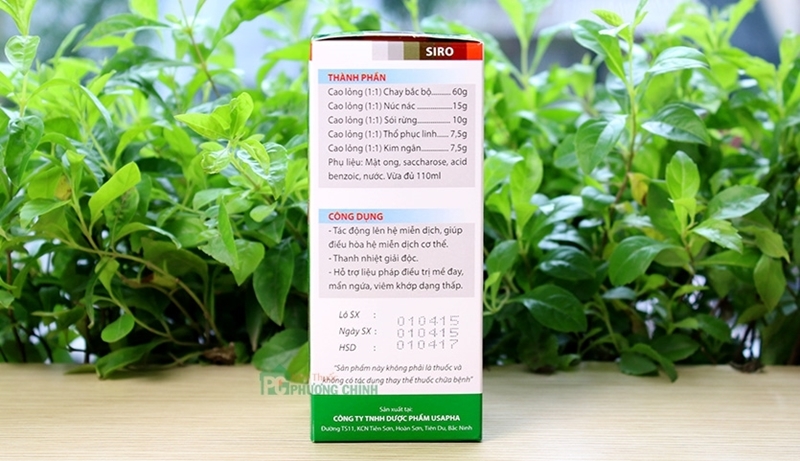 SIRO
THÀNH PHẦN
Cao lỏng (1:1) Chay bắc bộ........ 60g
Cao lỏng (1:1) Núc nác ............... 15g
Cao lỏng (1:1) Sói rừng............... 10g
Cao lỏng (1:1) Thổ phục linh..... 7,5g
Cao lỏng (1:1) Kim ngân............ 7,5g
Phụ liệu: Mật ong, saccharose, acid
benzoic, nước. Vừa đủ 110ml
CÔNG DỤNG
- Tác động lên hệ miễn dịch, giúp
điều hòa hệ miễn dịch cơ thể.
- Thanh nhiệt giải độc.
- Hỗ trợ liệu pháp điều trị mề đay,
mẩn ngứa, viêm khớp dạng thấp.
Lô SX : 010415
Ngày SX : 010415
HSD : 010417
"Sản phẩm này không phải là thuốc và
không có tác dụng thay thế thuốc chữa bệnh"
PC PHƯƠNG CHINH
Sản xuất tại:
CÔNG TY TNHH DƯỢC PHẨM USAPHA
Đường TS11, KCN Tiên Sơn, Hoàn Sơn, Tiên Du, Bắc Ninh